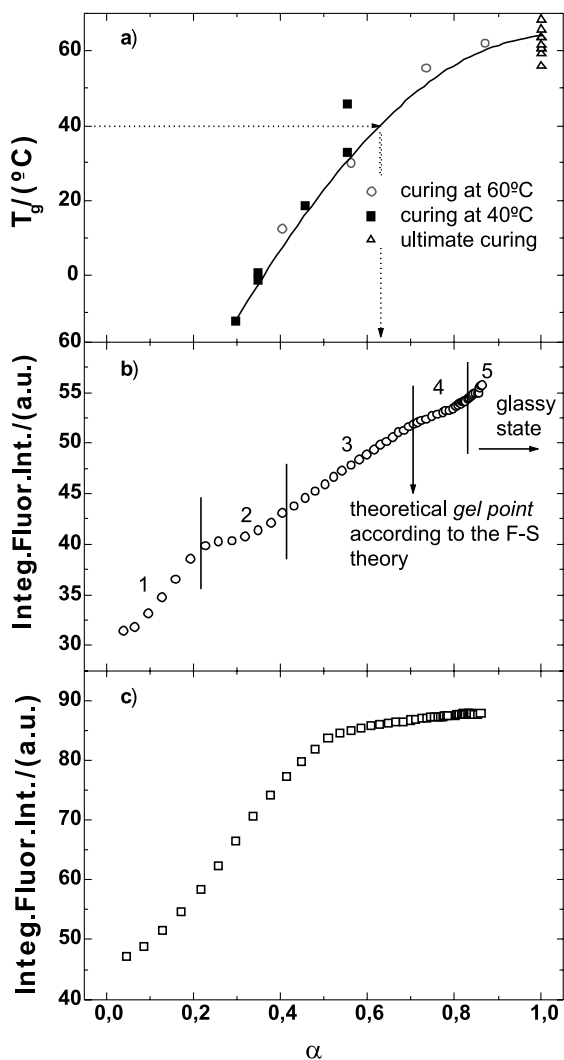 a)
60
40
20
0
T_g/(ºC)
curing at 60ºC
curing at 40ºC
ultimate curing
b)
60
55
50
45
40
35
30
Integ.Fluor.Int./(a.u.)
1
2
3
4
5
glassy
state
theoretical gel point
according to the F-S
theory
c)
90
80
70
60
50
40
Integ.Fluor.Int./(a.u.)
0,0 0,2 0,4 0,6 0,8 1,0
α